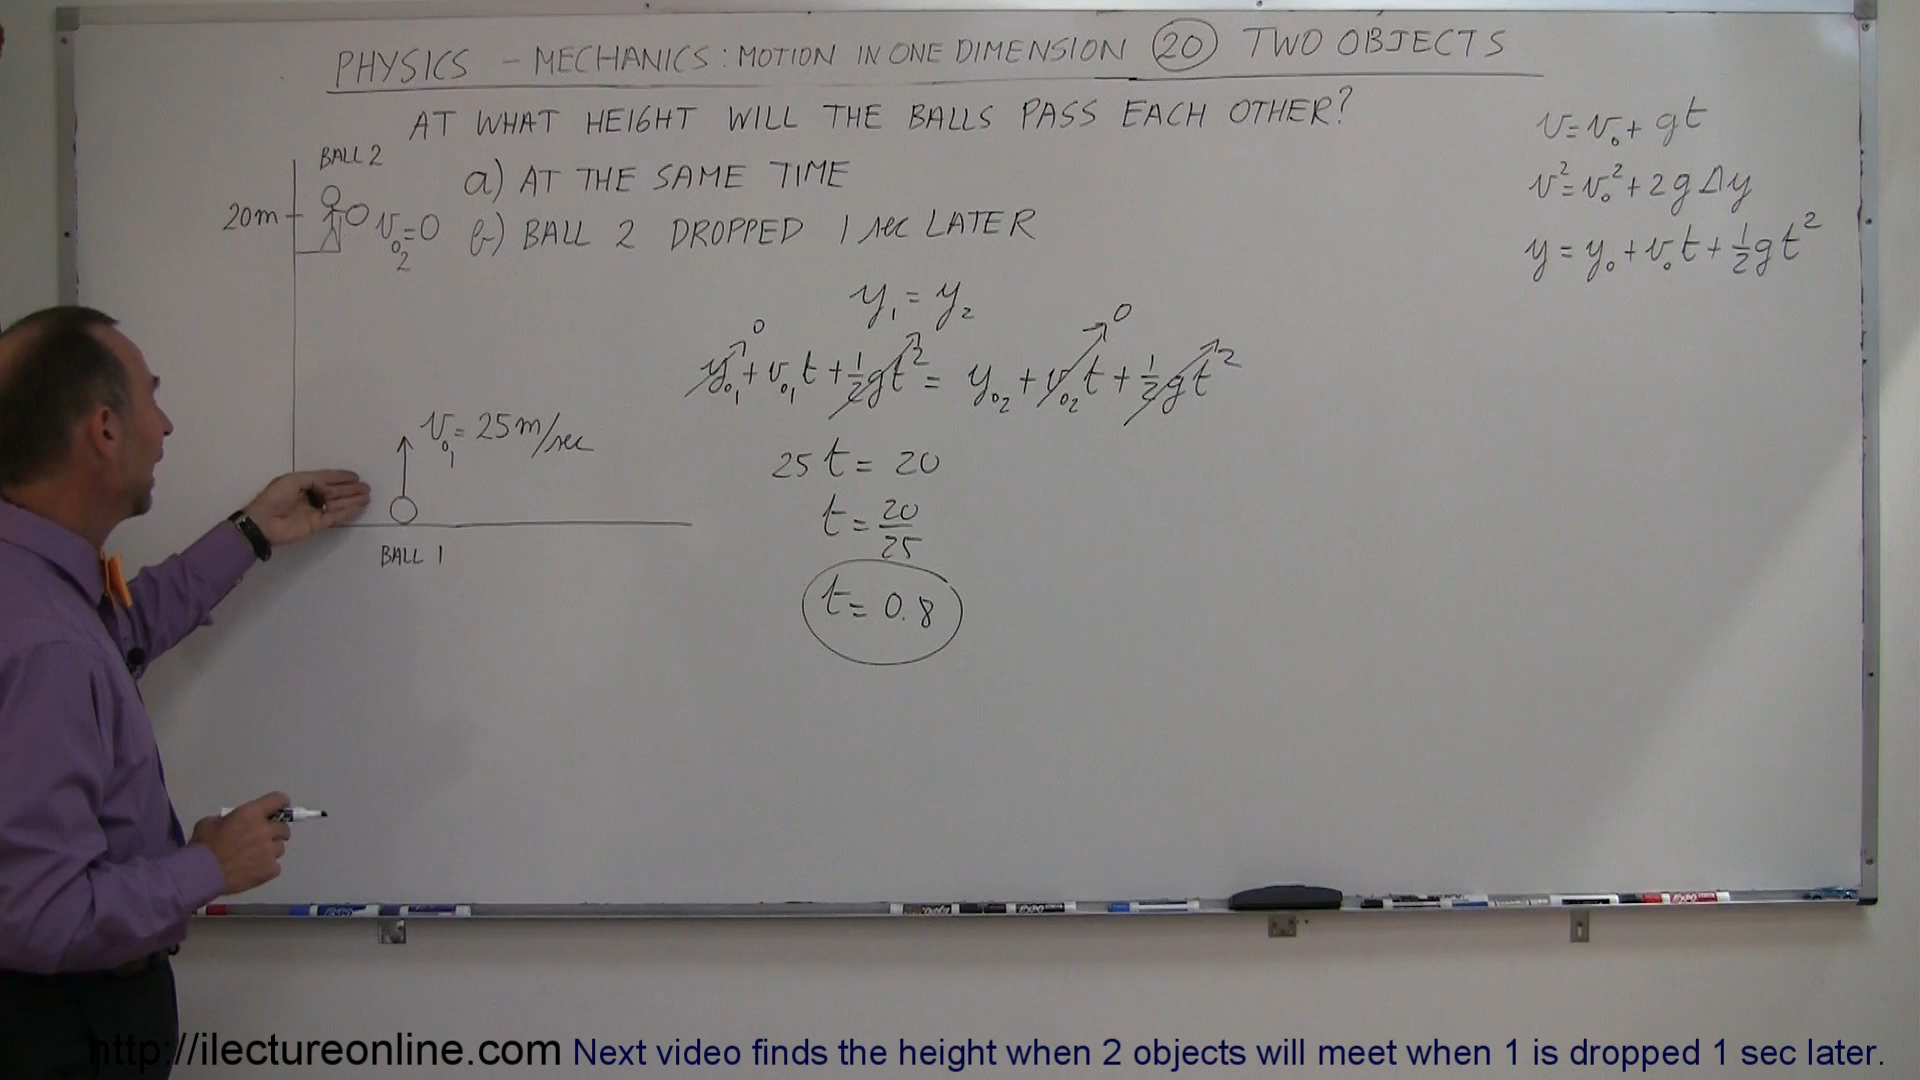 PHYSICS - MECHANICS: MOTION IN ONE DIMENSION 20 TWO OBJECTS
AT WHAT HEIGHT WILL THE BALLS PASS EACH OTHER?
a) AT THE SAME TIME
b) BALL 2 DROPPED 1 sec LATER
BALL 2
20m
v₀₂=0
v₀₁=25m/sec
BALL 1
y₁=y₂
0
0
y₀₁+v₀₁t+½gt²=y₀₂+v₀₂t+½gt²
25t=20
t=20/25
t=0.8
v=v₀+gt
v²=v₀²+2gΔy
y=y₀+v₀t+½gt²
http://ilectureonline.com Next video finds the height when 2 objects will meet when 1 is dropped 1 sec later.